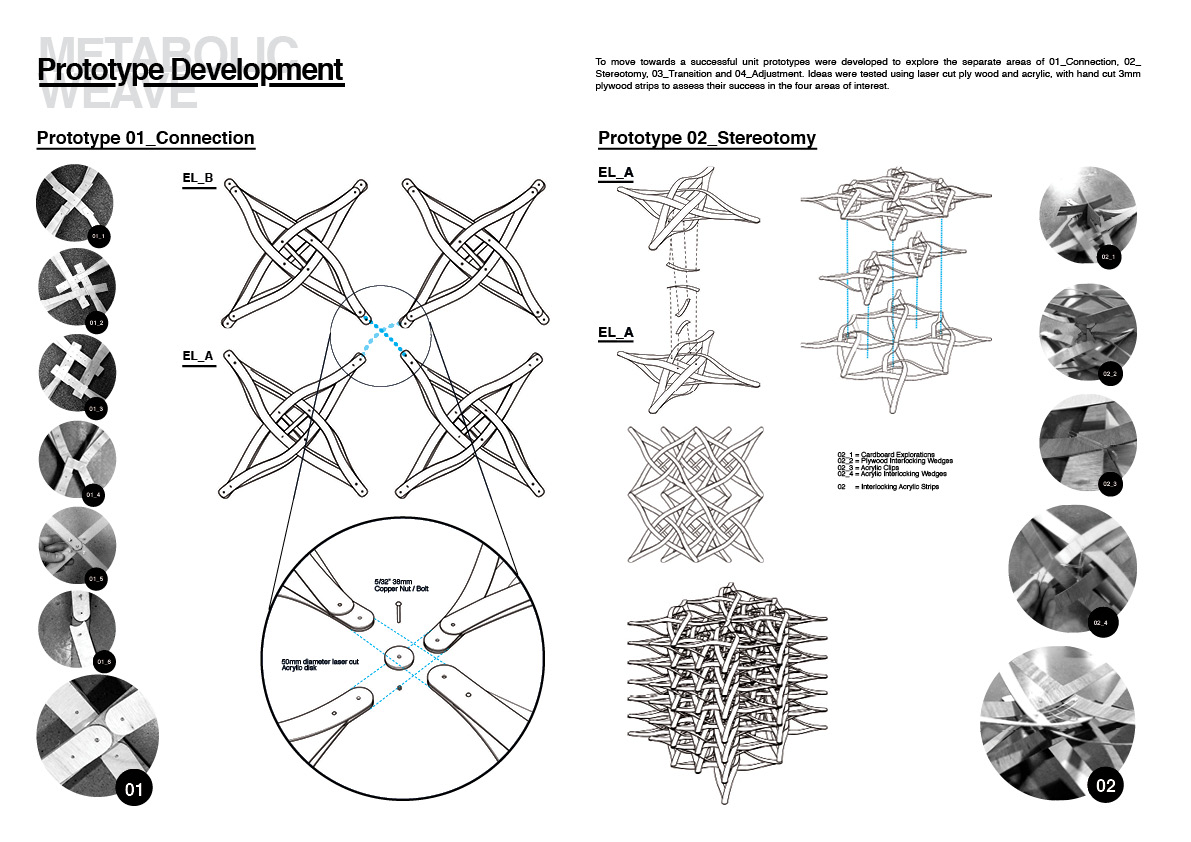 METABOLIC
Prototype Development
WEAVE
To move towards a successful unit prototypes were developed to explore the separate areas of 01_Connection, 02_
Stereotomy, 03_Transition and 04_Adjustment. Ideas were tested using laser cut ply wood and acrylic, with hand cut 3mm
plywood strips to assess their success in the four areas of interest.
Prototype 01_Connection
01_1
01_2
01_3
01_4
01_5
01_6
01
EL_B
EL_A
5/32" 38mm
Copper Nut / Bolt
50mm diameter laser cut
Acrylic disk
Prototype 02_Stereotomy
EL_A
EL_A
02_1 = Cardboard Explorations
02_2 = Plywood Interlocking Wedges
02_3 = Acrylic Clips
02_4 = Acrylic Interlocking Wedges
02 = Interlocking Acrylic Strips
02_1
02_2
02_3
02_4
02